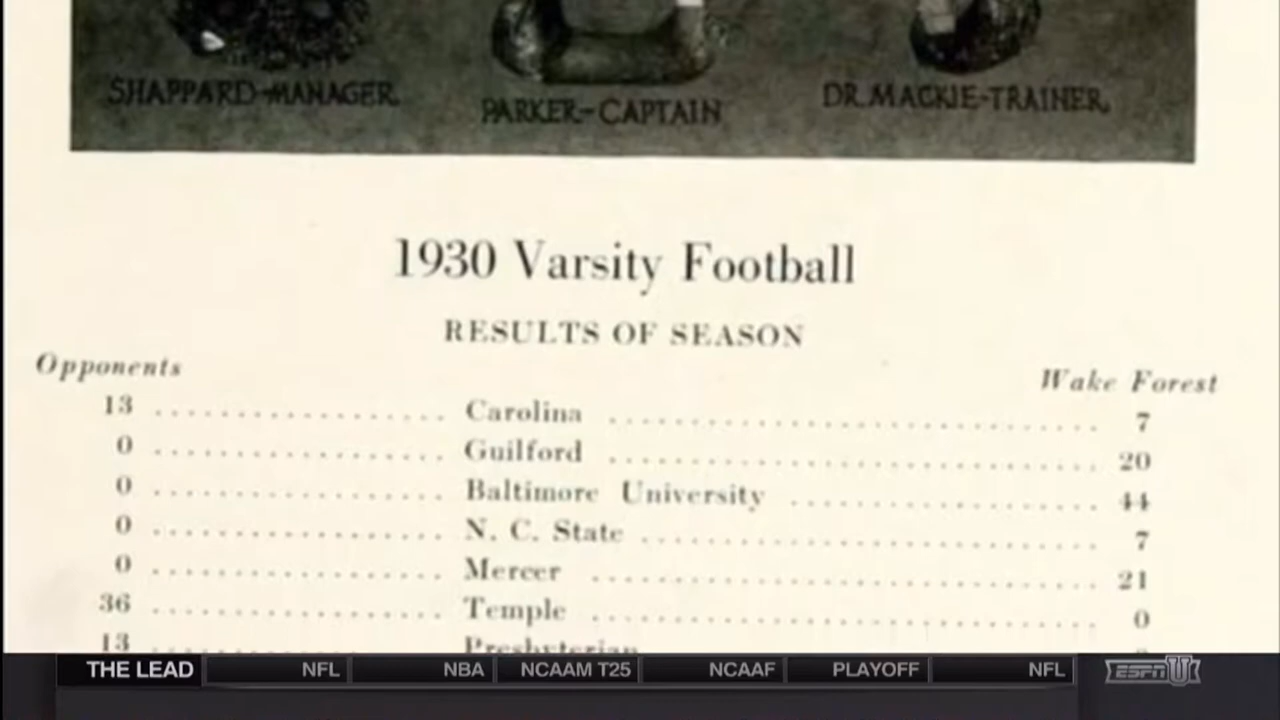 SHAPPARD-MANAGER.
PARKER-CAPTAIN
DR.MACKIE-TRAINER.
1930 Varsity Football
RESULTS OF SEASON
Opponents Wake Forest
13 Carolina 7
0 Guilford 20
0 Baltimore University 44
0 N. C. State 7
0 Mercer 21
36 Temple 0
13 Presbyterian
THE LEAD NFL NBA NCAAM T25 NCAAF PLAYOFF NFL ESPNU